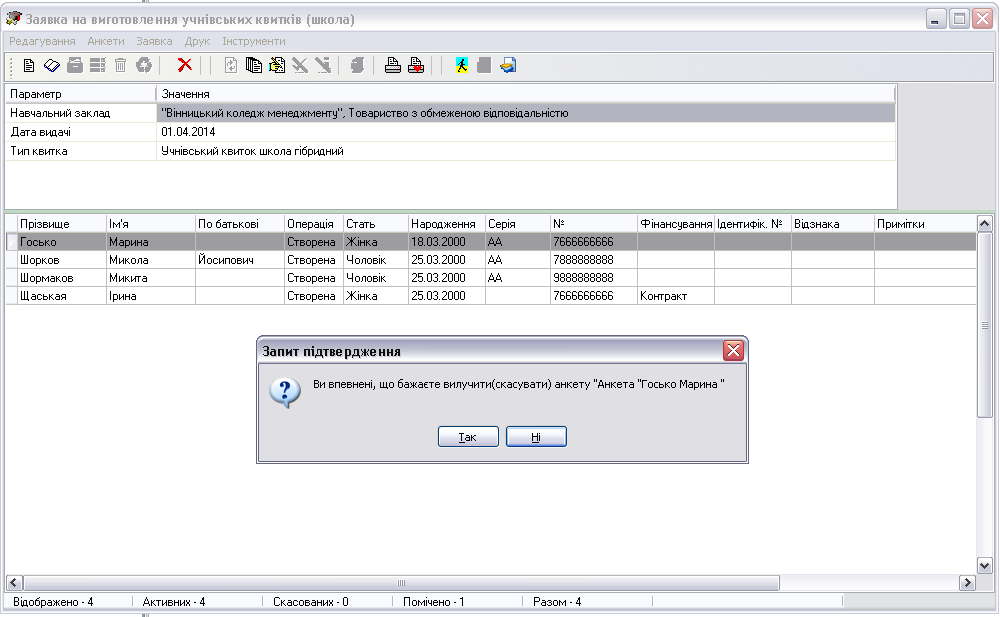 Заявка на виготовлення учнівських квитків (школа)
Редагування Анкети Заявка Друк Інструменти
Параметр Значення
Навчальний заклад "Вінницький коледж менеджменту", Товариство з обмеженою відповідальністю
Дата видачі 01.04.2014
Тип квитка Учнівський квиток школа гібридний
Прізвище Ім'я По батькові Операція Стать Народження Серія № Фінансування Ідентифік. № Відзнака Примітки
Госько Марина Створена Жінка 18.03.2000 АА 7666666666
Шорков Микола Йосипович Створена Чоловік 25.03.2000 АА 7888888888
Шормаков Микита Створена Чоловік 25.03.2000 АА 9888888888
Щаськая Ірина Створена Жінка 25.03.2000 7666666666 Контракт
Запит підтвердження
Ви впевнені, що бажаєте вилучити(скасувати) анкету "Анкета "Госько Марина "
Так Ні
Відображено - 4 Активних - 4 Скасованих - 0 Помічено - 1 Разом - 4